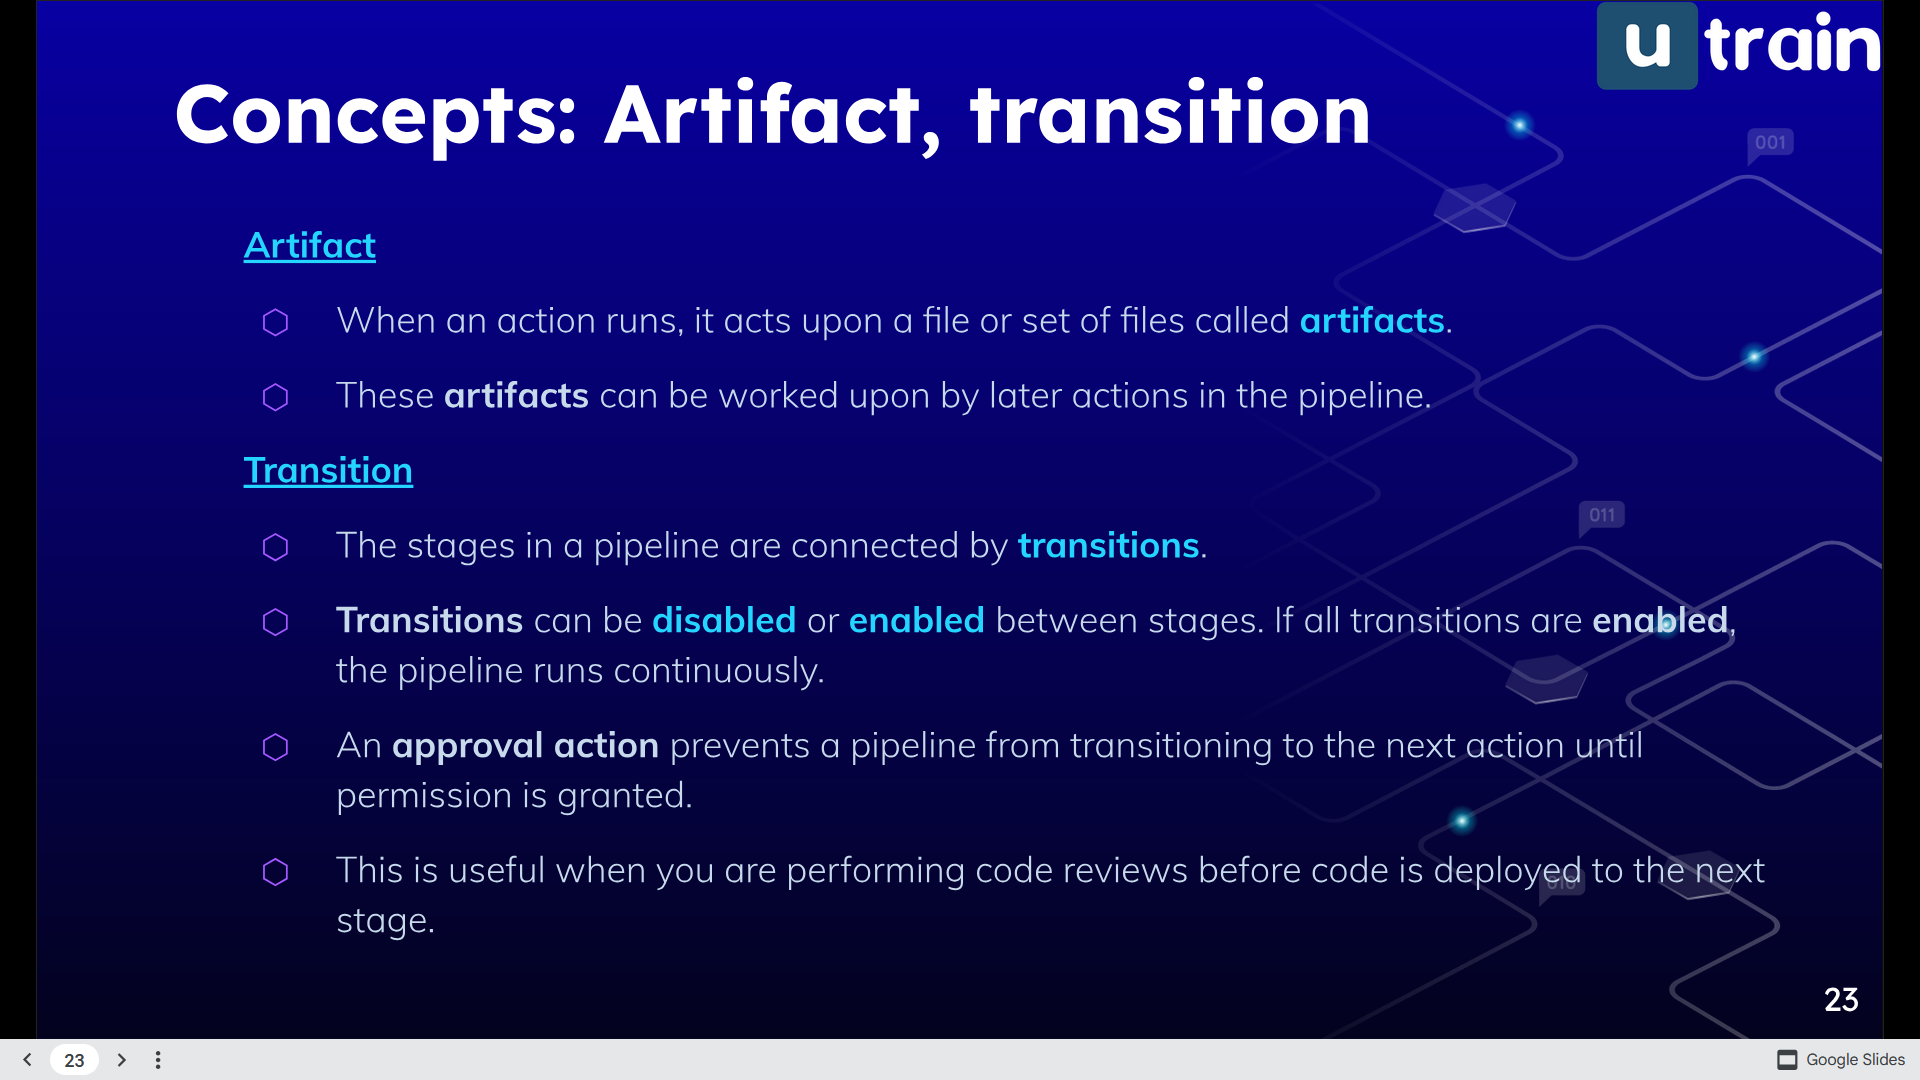 u train
Concepts: Artifact, transition
001
Artifact
When an action runs, it acts upon a file or set of files called artifacts.
These artifacts can be worked upon by later actions in the pipeline.
Transition
011
The stages in a pipeline are connected by transitions.
Transitions can be disabled or enabled between stages. If all transitions are enabled,
the pipeline runs continuously.
An approval action prevents a pipeline from transitioning to the next action until
permission is granted.
This is useful when you are performing code reviews before code is deployed to the next
010
stage.
23
23
Google Slides